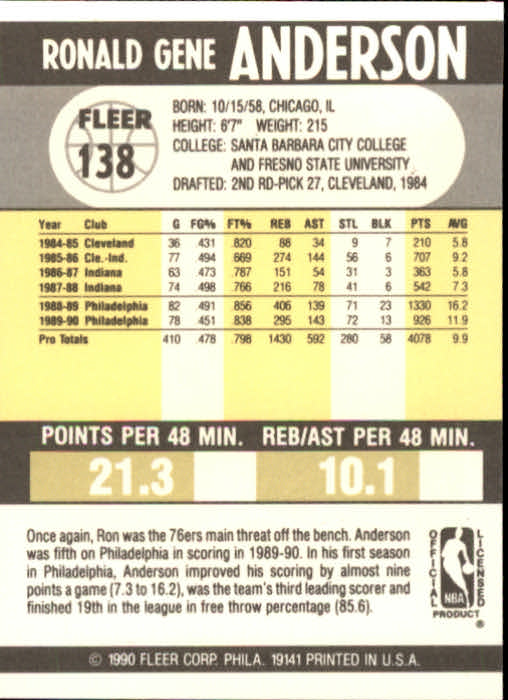 RONALD GENE ANDERSON
FLEER
138
BORN: 10/15/58, CHICAGO, IL
HEIGHT: 6'7" WEIGHT: 215
COLLEGE: SANTA BARBARA CITY COLLEGE
AND FRESNO STATE UNIVERSITY
DRAFTED: 2ND RD-PICK 27, CLEVELAND, 1984
Year Club G FG% FT% REB AST STL BLK PTS AVG
1984-85 Cleveland 36 431 .820 88 34 9 7 210 5.8
1985-86 Cle.-Ind. 77 494 .669 274 144 56 6 707 9.2
1986-87 Indiana 63 473 .787 151 54 31 3 363 5.8
1987-88 Indiana 74 498 .766 216 78 41 6 542 7.3
1988-89 Philadelphia 82 491 .856 406 139 71 23 1330 16.2
1989-90 Philadelphia 78 451 .838 295 143 72 13 926 11.9
Pro Totals 410 478 .798 1430 592 280 58 4078 9.9
POINTS PER 48 MIN. REB/AST PER 48 MIN.
21.3 10.1
Once again, Ron was the 76ers main threat off the bench. Anderson
was fifth on Philadelphia in scoring in 1989-90. In his first season
in Philadelphia, Anderson improved his scoring by almost nine
points a game (7.3 to 16.2), was the team's third leading scorer and
finished 19th in the league in free throw percentage (85.6).
OFFICIAL
LICENSED
NBA
PRODUCT
®
© 1990 FLEER CORP. PHILA. 19141 PRINTED IN U.S.A.